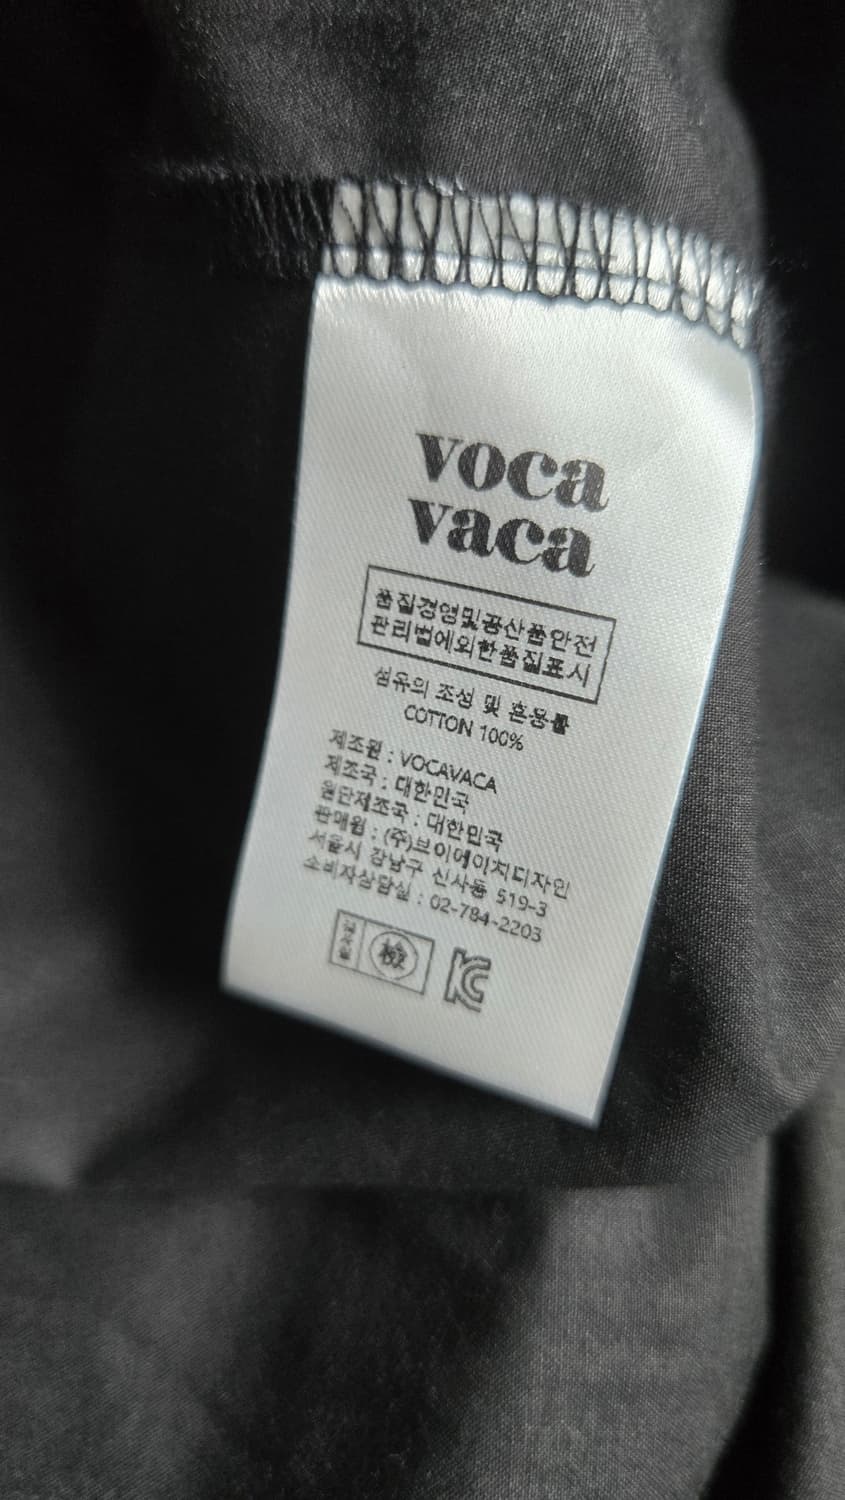 voca
vaca
품질경영및공산품안전
관리법에의한품질표시
섬유의 조성 및 혼용률
COTTON 100%
제조원 : VOCAVACA
제조국 : 대한민국
원단제조국 : 대한민국
판매원 : (주)브이에이치디자인
서울시 강남구 신사동 519-3
소비자상담실 : 02-784-2203
檢
KC